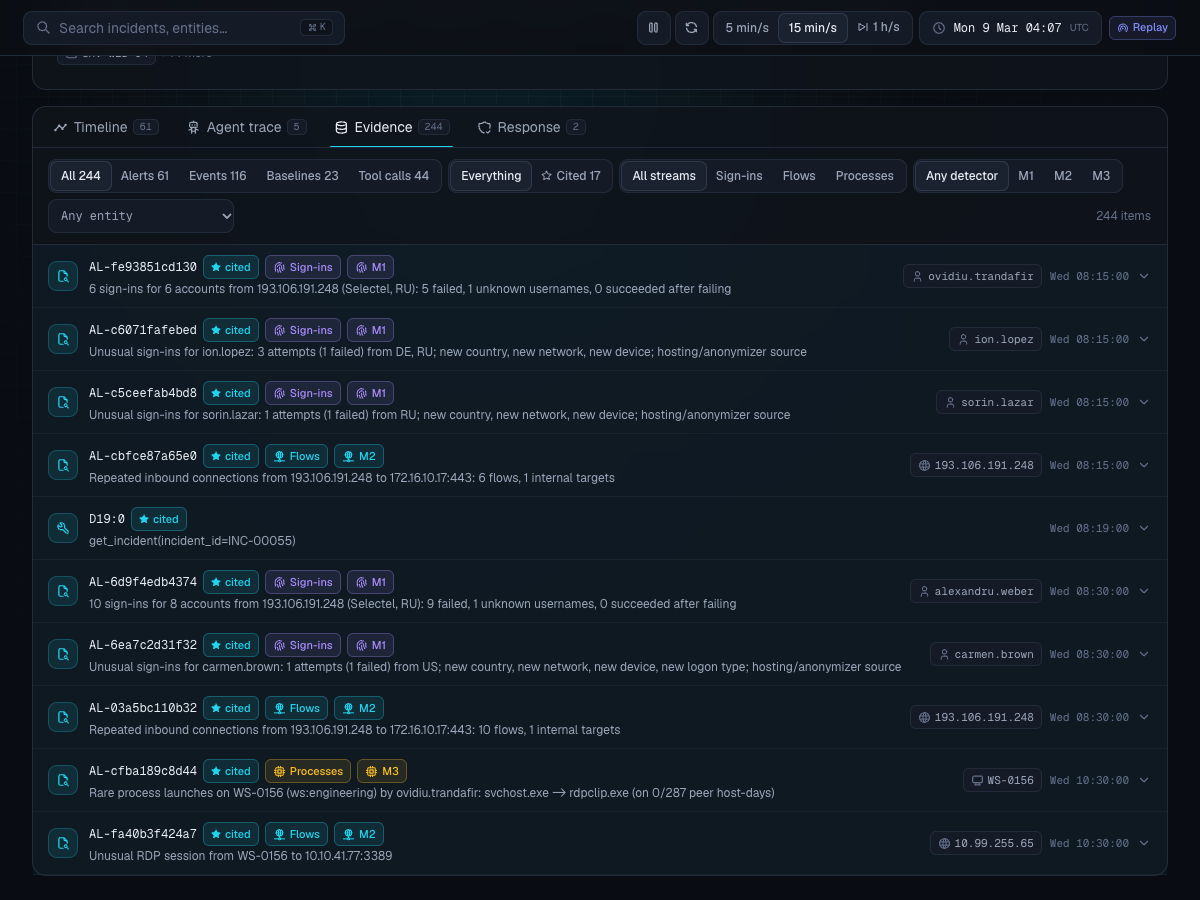 Search incidents, entities… ⌘ K
5 min/s 15 min/s 1 h/s Mon 9 Mar 04:07 UTC Replay
Timeline 61 Agent trace 5 Evidence 244 Response 2
All 244 Alerts 61 Events 116 Baselines 23 Tool calls 44 Everything Cited 17 All streams Sign-ins Flows Processes Any detector M1 M2 M3
Any entity 244 items
AL-fe93851cd130 cited Sign-ins M1 ovidiu.trandafir Wed 08:15:00
6 sign-ins for 6 accounts from 193.106.191.248 (Selectel, RU): 5 failed, 1 unknown usernames, 0 succeeded after failing
AL-c6071fafebed cited Sign-ins M1 ion.lopez Wed 08:15:00
Unusual sign-ins for ion.lopez: 3 attempts (1 failed) from DE, RU; new country, new network, new device; hosting/anonymizer source
AL-c5ceefab4bd8 cited Sign-ins M1 sorin.lazar Wed 08:15:00
Unusual sign-ins for sorin.lazar: 1 attempts (1 failed) from RU; new country, new network, new device; hosting/anonymizer source
AL-cbfce87a65e0 cited Flows M2 193.106.191.248 Wed 08:15:00
Repeated inbound connections from 193.106.191.248 to 172.16.10.17:443: 6 flows, 1 internal targets
D19:0 cited Wed 08:19:00
get_incident(incident_id=INC-00055)
AL-6d9f4edb4374 cited Sign-ins M1 alexandru.weber Wed 08:30:00
10 sign-ins for 8 accounts from 193.106.191.248 (Selectel, RU): 9 failed, 1 unknown usernames, 0 succeeded after failing
AL-6ea7c2d31f32 cited Sign-ins M1 carmen.brown Wed 08:30:00
Unusual sign-ins for carmen.brown: 1 attempts (1 failed) from US; new country, new network, new device, new logon type; hosting/anonymizer source
AL-03a5bc110b32 cited Flows M2 193.106.191.248 Wed 08:30:00
Repeated inbound connections from 193.106.191.248 to 172.16.10.17:443: 10 flows, 1 internal targets
AL-cfba189c8d44 cited Processes M3 WS-0156 Wed 10:30:00
Rare process launches on WS-0156 (ws:engineering) by ovidiu.trandafir: svchost.exe → rdpclip.exe (on 0/287 peer host-days)
AL-fa40b3f424a7 cited Flows M2 10.99.255.65 Wed 10:30:00
Unusual RDP session from WS-0156 to 10.10.41.77:3389